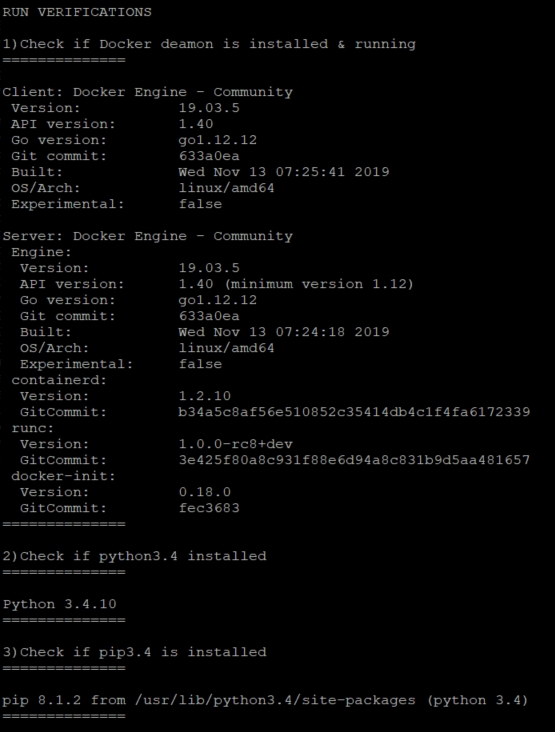 RUN VERIFICATIONS
1)Check if Docker deamon is installed & running
==============
Client: Docker Engine - Community
Version: 19.03.5
API version: 1.40
Go version: go1.12.12
Git commit: 633a0ea
Built: Wed Nov 13 07:25:41 2019
OS/Arch: linux/amd64
Experimental: false
Server: Docker Engine - Community
Engine:
Version: 19.03.5
API version: 1.40 (minimum version 1.12)
Go version: go1.12.12
Git commit: 633a0ea
Built: Wed Nov 13 07:24:18 2019
OS/Arch: linux/amd64
Experimental: false
containerd:
Version: 1.2.10
GitCommit: b34a5c8af56e510852c35414db4c1f4fa6172339
runc:
Version: 1.0.0-rc8+dev
GitCommit: 3e425f80a8c931f88e6d94a8c831b9d5aa481657
docker-init:
Version: 0.18.0
GitCommit: fec3683
==============
2)Check if python3.4 installed
==============
Python 3.4.10
==============
3)Check if pip3.4 is installed
==============
pip 8.1.2 from /usr/lib/python3.4/site-packages (python 3.4)
==============